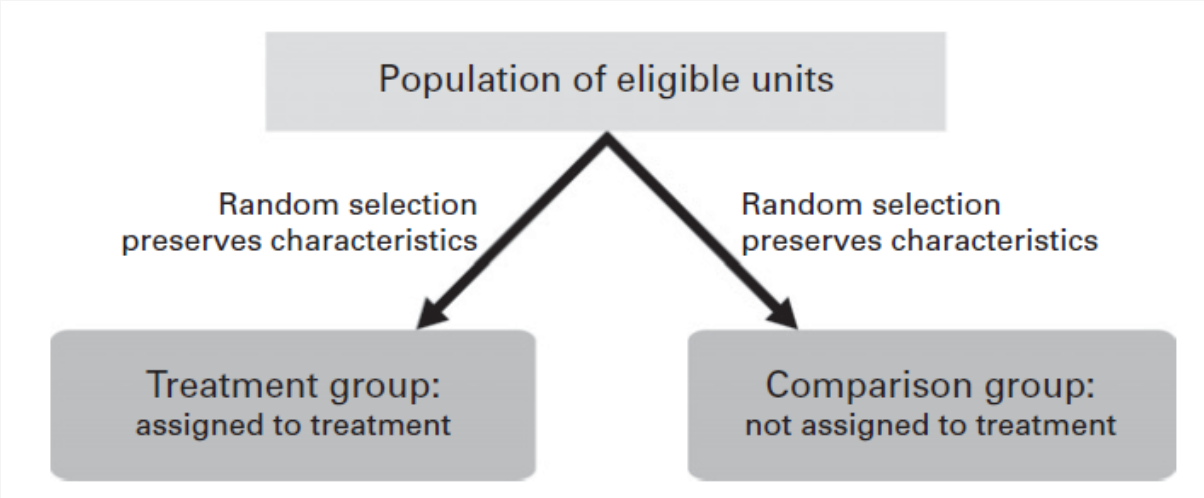 Population of eligible units
Random selection
preserves characteristics
Random selection
preserves characteristics
Treatment group:
assigned to treatment
Comparison group:
not assigned to treatment